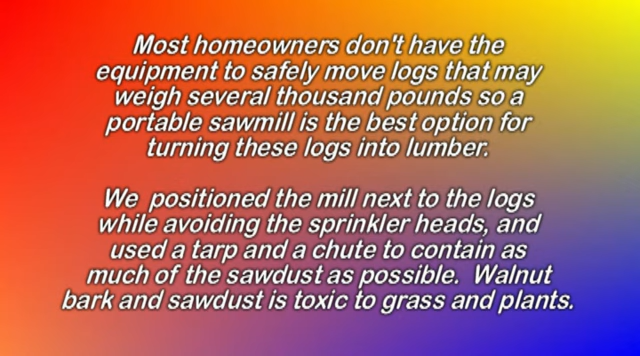 Most homeowners don't have the
equipment to safely move logs that may
weigh several thousand pounds so a
portable sawmill is the best option for
turning these logs into lumber.
We  positioned the mill next to the logs
while avoiding the sprinkler heads, and
used a tarp and a chute to contain as
much of the sawdust as possible.  Walnut
bark and sawdust is toxic to grass and plants.